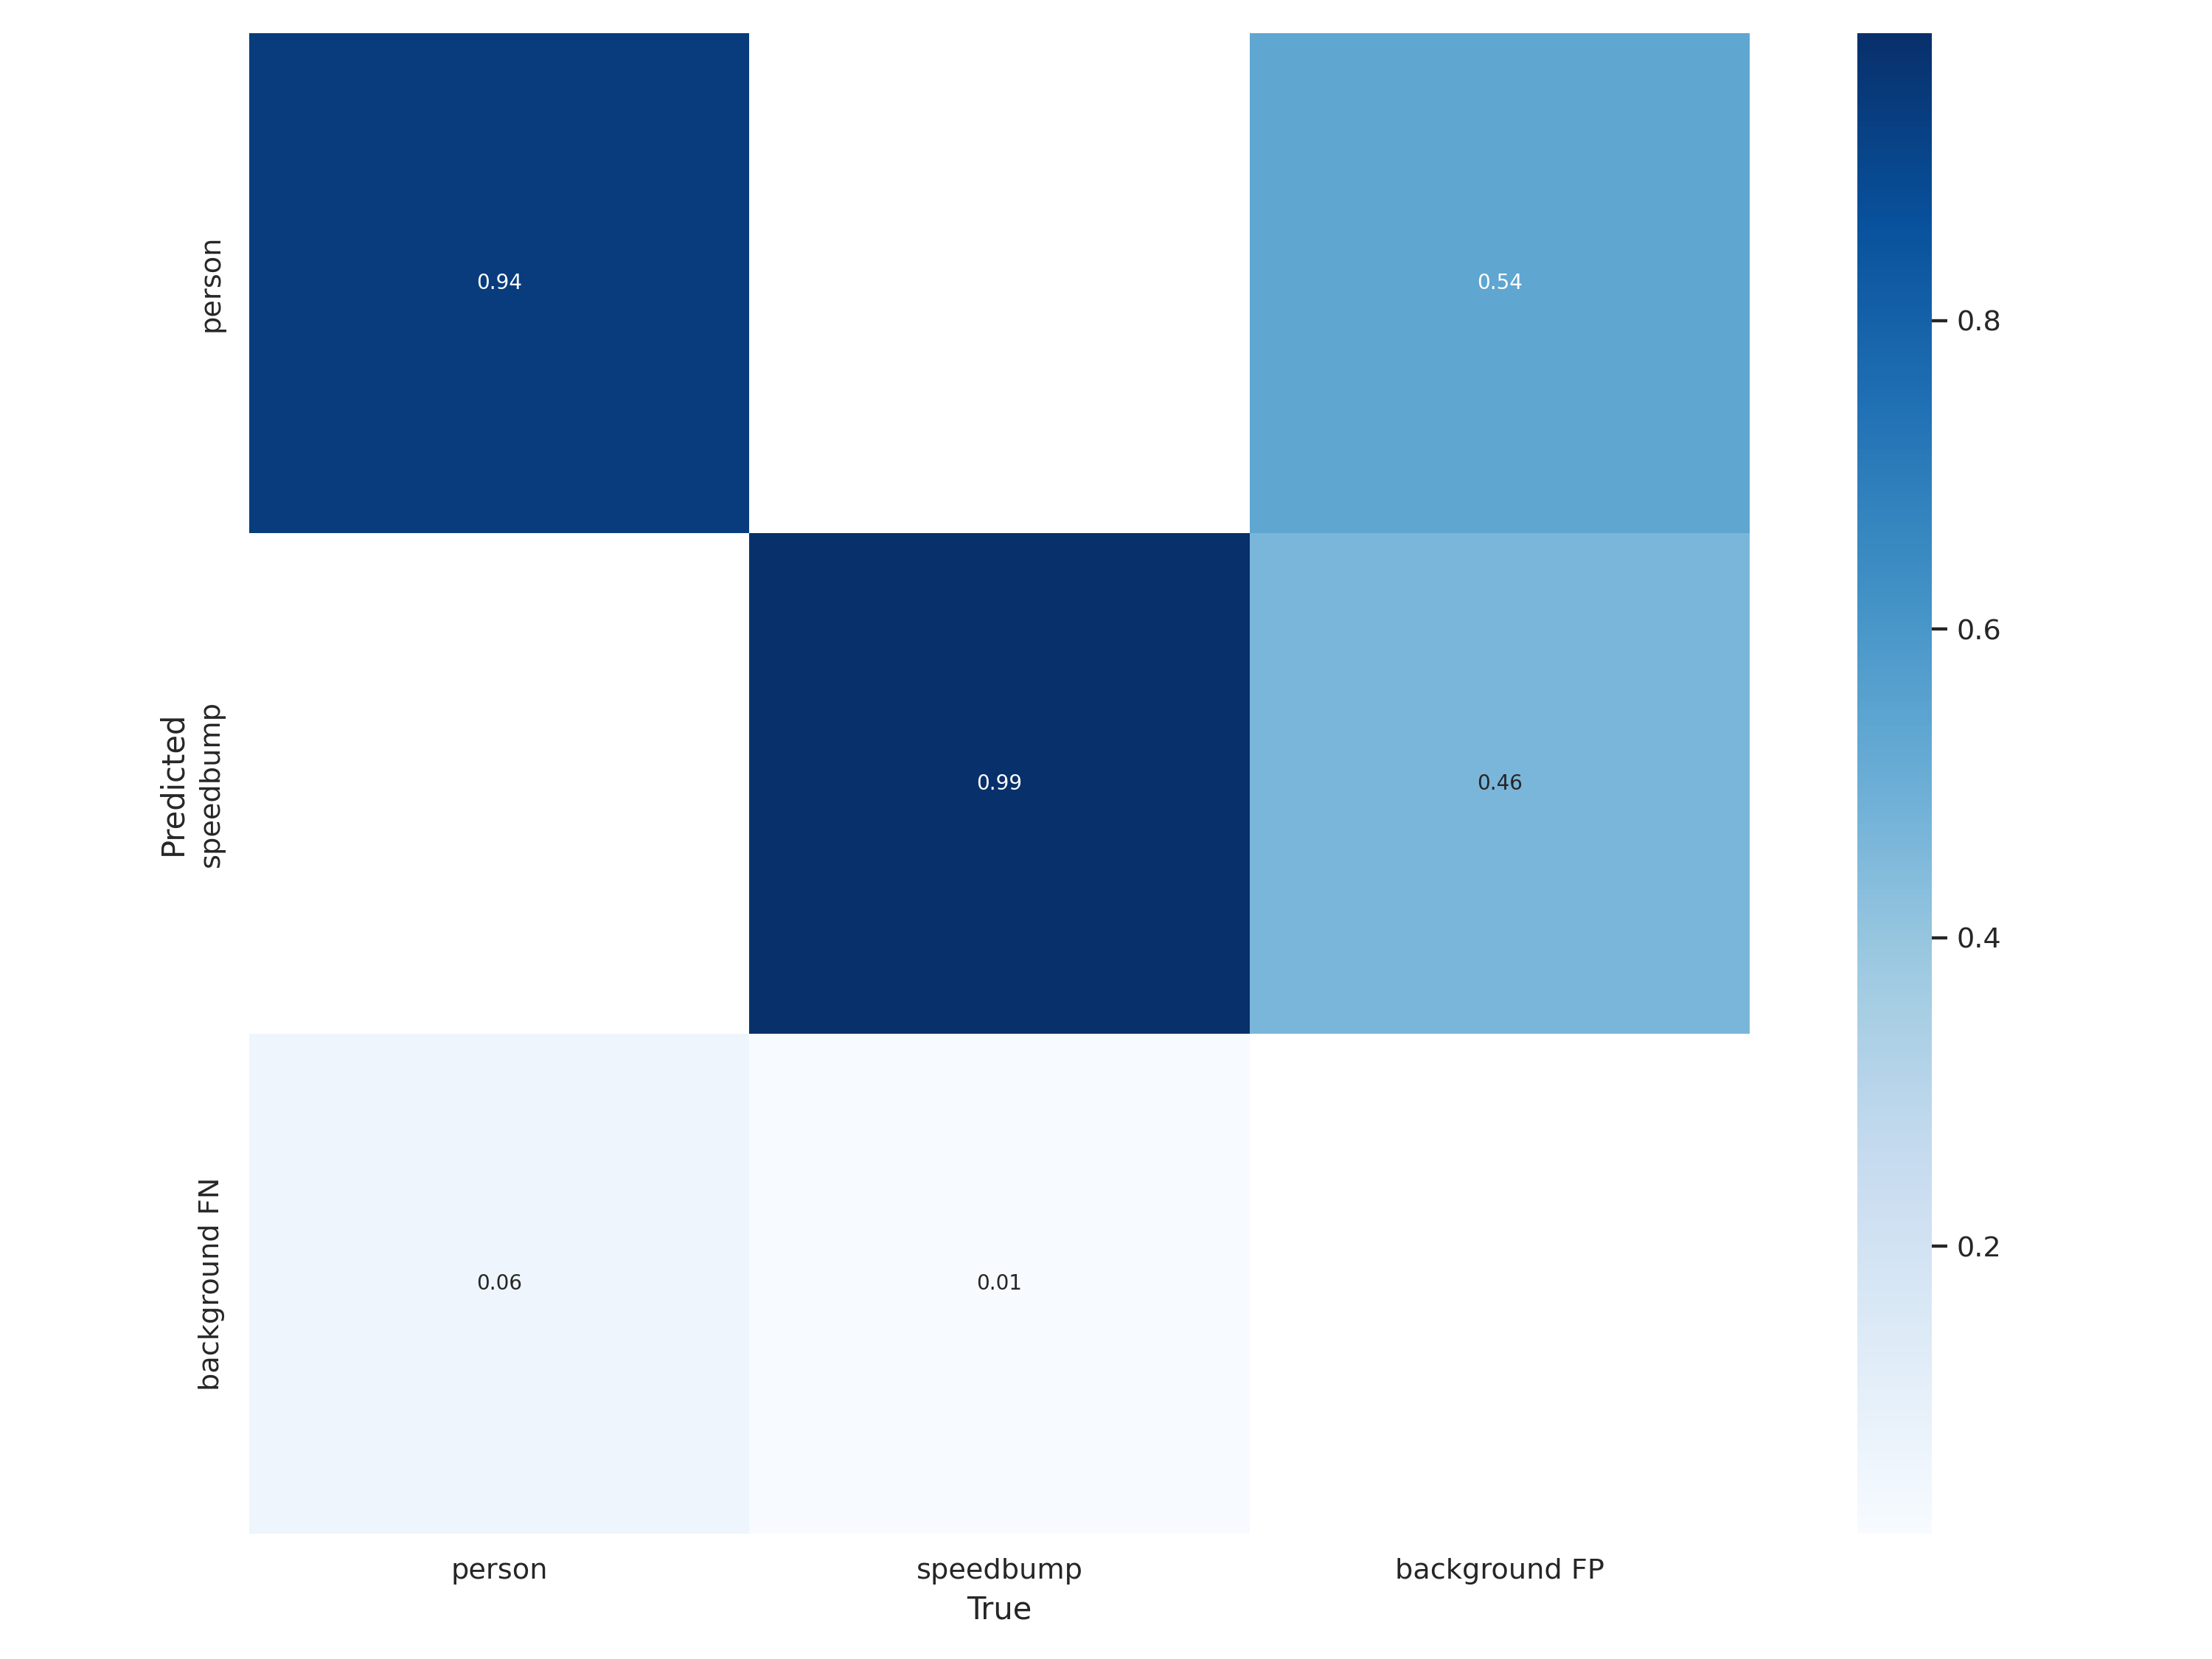 person
0.94
0.54
Predicted
speedbump
0.99
0.46
background FN
0.06
0.01
person
speedbump
background FP
True
0.8
0.6
0.4
0.2